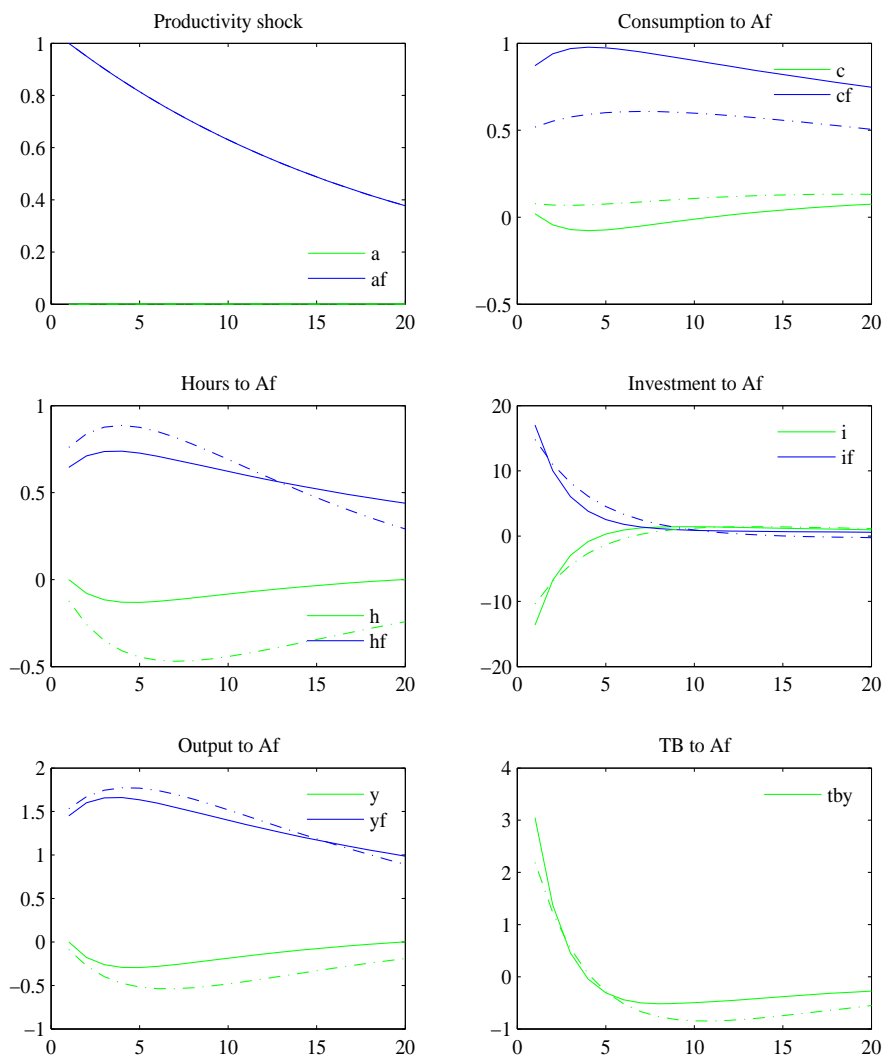 Productivity shock
1
0.8
0.6
0.4
0.2
0
a
af
0 5 10 15 20
Consumption to Af
1
0.5
0
−0.5
c
cf
0 5 10 15 20
Hours to Af
1
0.5
0
−0.5
h
hf
0 5 10 15 20
Investment to Af
20
10
0
−10
−20
i
if
0 5 10 15 20
Output to Af
2
1.5
1
0.5
0
−0.5
−1
y
yf
0 5 10 15 20
TB to Af
4
3
2
1
0
−1
tby
0 5 10 15 20